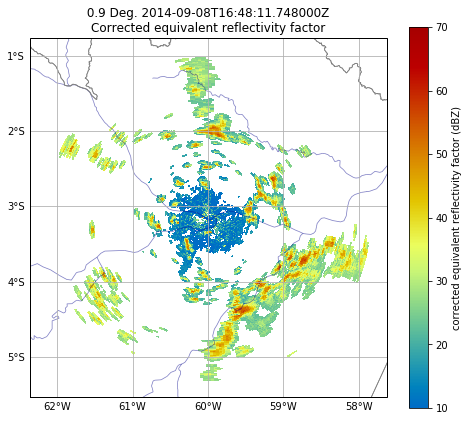 0.9 Deg. 2014-09-08T16:48:11.748000Z
Corrected equivalent reflectivity factor
1°S
2°S
3°S
4°S
5°S
62°W 61°W 60°W 59°W 58°W
70
60
50
40
30
20
10
corrected equivalent reflectivity factor (dBZ)